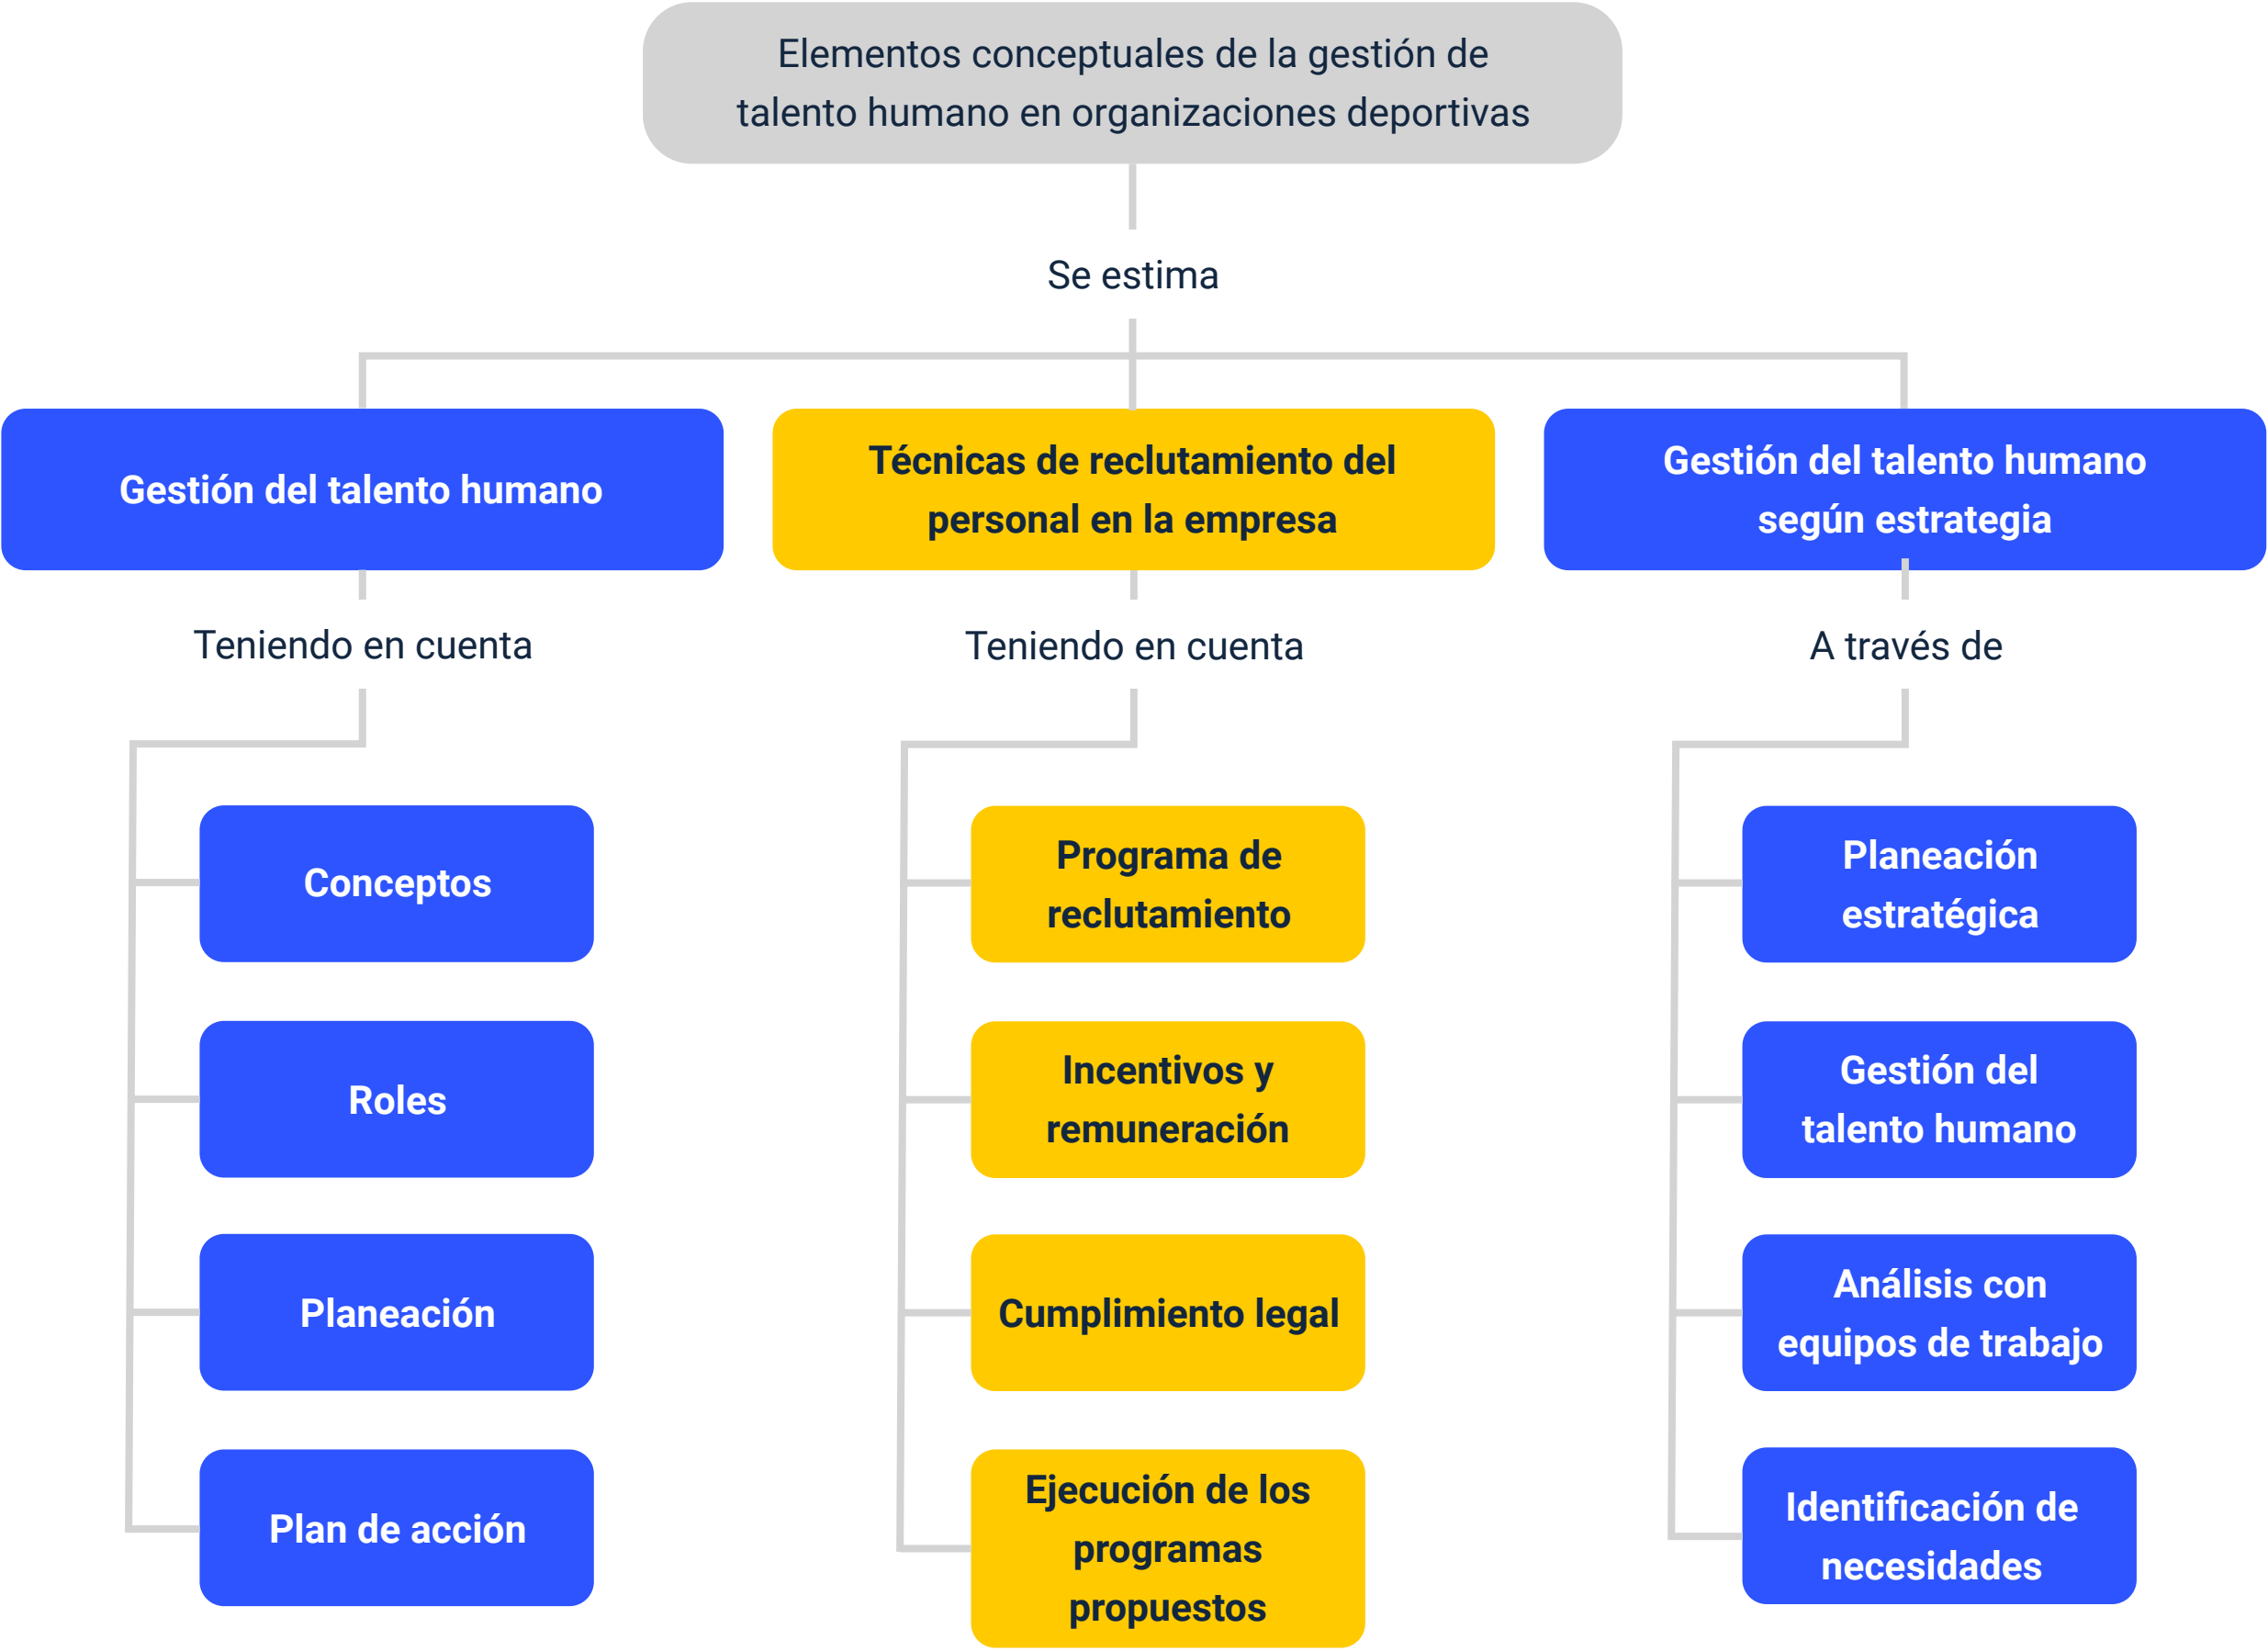 Elementos conceptuales de la gestión de
talento humano en organizaciones deportivas
Se estima
Gestión del talento humano
Teniendo en cuenta
Conceptos
Roles
Planeación
Plan de acción
Técnicas de reclutamiento del
personal en la empresa
Teniendo en cuenta
Programa de
reclutamiento
Incentivos y
remuneración
Cumplimiento legal
Ejecución de los
programas
propuestos
Gestión del talento humano
según estrategia
A través de
Planeación
estratégica
Gestión del
talento humano
Análisis con
equipos de trabajo
Identificación de
necesidades